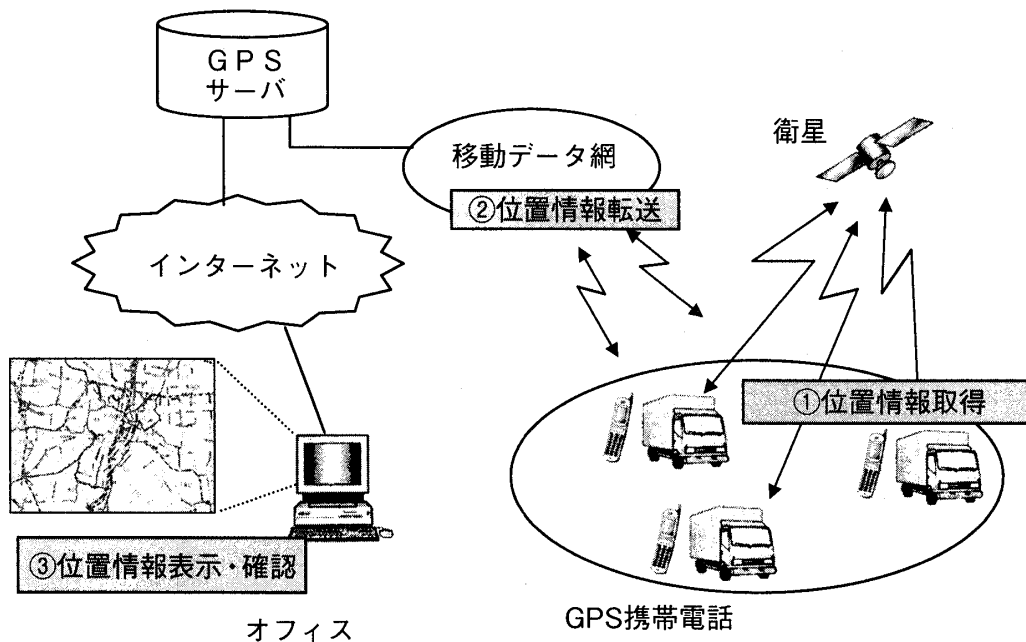 ＧＰＳ
サーバ
衛星
移動データ網
②位置情報転送
インターネット
①位置情報取得
③位置情報表示・確認
GPS携帯電話
オフィス